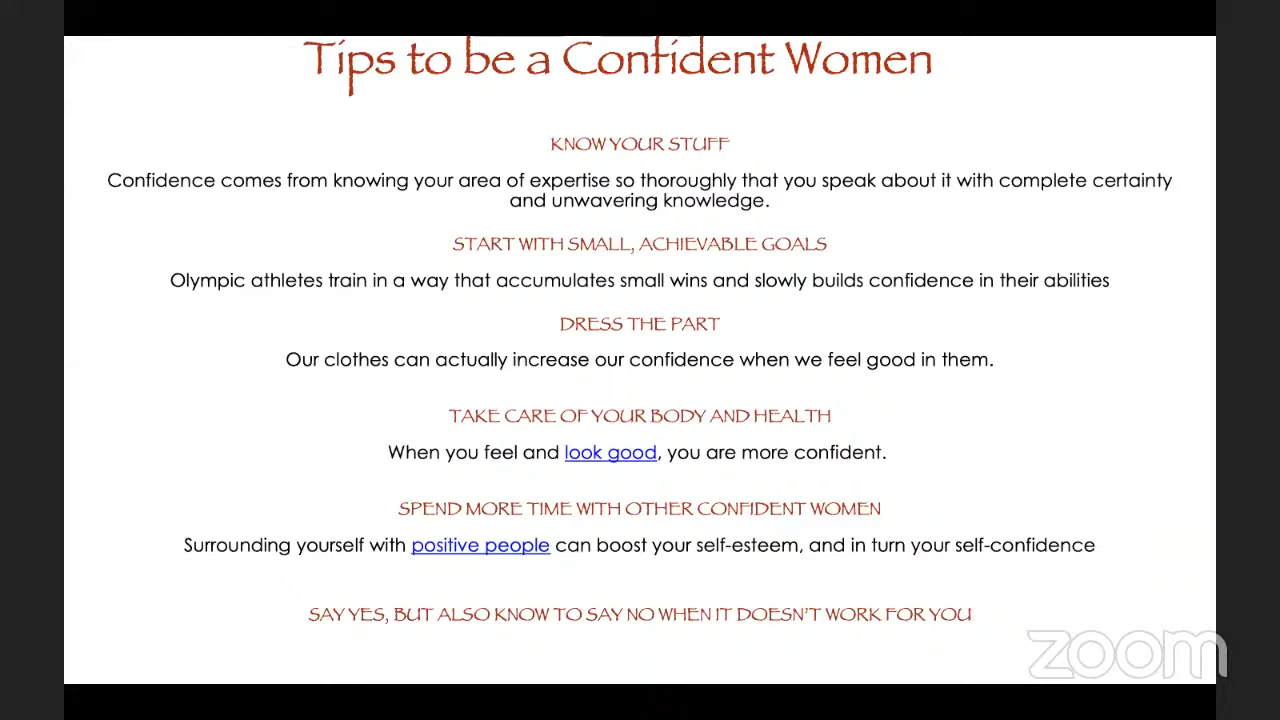 Tips to be a Confident Women
KNOW YOUR STUFF
Confidence comes from knowing your area of expertise so thoroughly that you speak about it with complete certainty
and unwavering knowledge.
START WITH SMALL, ACHIEVABLE GOALS
Olympic athletes train in a way that accumulates small wins and slowly builds confidence in their abilities
DRESS THE PART
Our clothes can actually increase our confidence when we feel good in them.
TAKE CARE OF YOUR BODY AND HEALTH
When you feel and look good, you are more confident.
SPEND MORE TIME WITH OTHER CONFIDENT WOMEN
Surrounding yourself with positive people can boost your self-esteem, and in turn your self-confidence
SAY YES, BUT ALSO KNOW TO SAY NO WHEN IT DOESN'T WORK FOR YOU
zoom